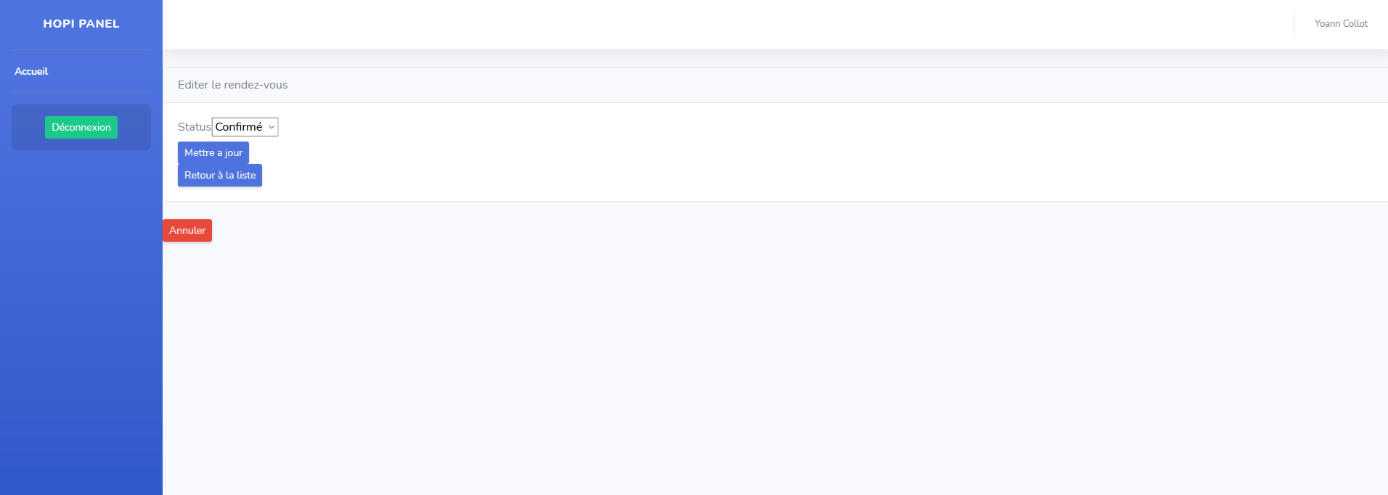 HOPI PANEL
Yoann Collot
Accueil
Déconnexion
Editer le rendez-vous
Status Confirmé
Mettre a jour
Retour à la liste
Annuler